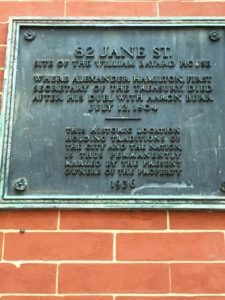 82 JANE ST.
SITE OF THE WILLIAM BAYARD HOUSE
WHERE ALEXANDER HAMILTON, FIRST
SECRETARY OF THE TREASURY DIED
AFTER HIS DUEL WITH AARON BURR
JULY 12, 1804
THIS HISTORIC LOCATION
IN MANY TRADITIONS OF
THE CITY AND THE NATION
IS THUS PERMANENTLY
MARKED BY THE PRESENT
OWNERS OF THE PROPERTY
1936